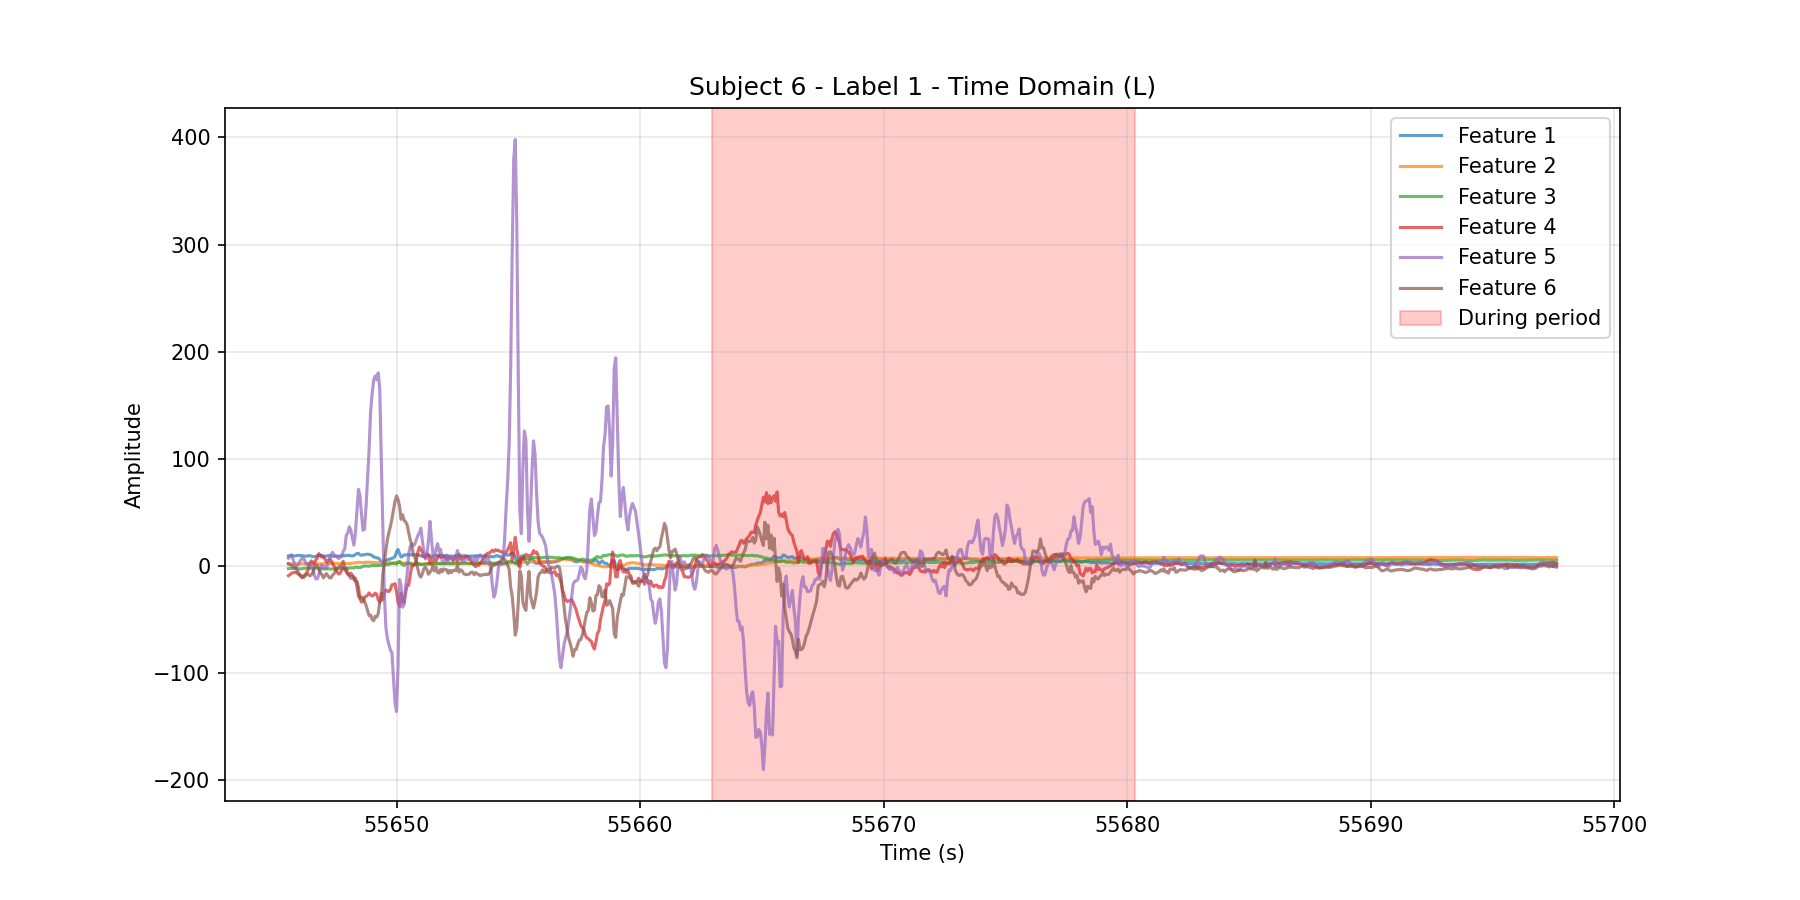 Subject 6 - Label 1 - Time Domain (L)
400
300
200
100
0
−100
−200
Amplitude
Feature 1
Feature 2
Feature 3
Feature 4
Feature 5
Feature 6
During period
55650 55660 55670 55680 55690 55700
Time (s)